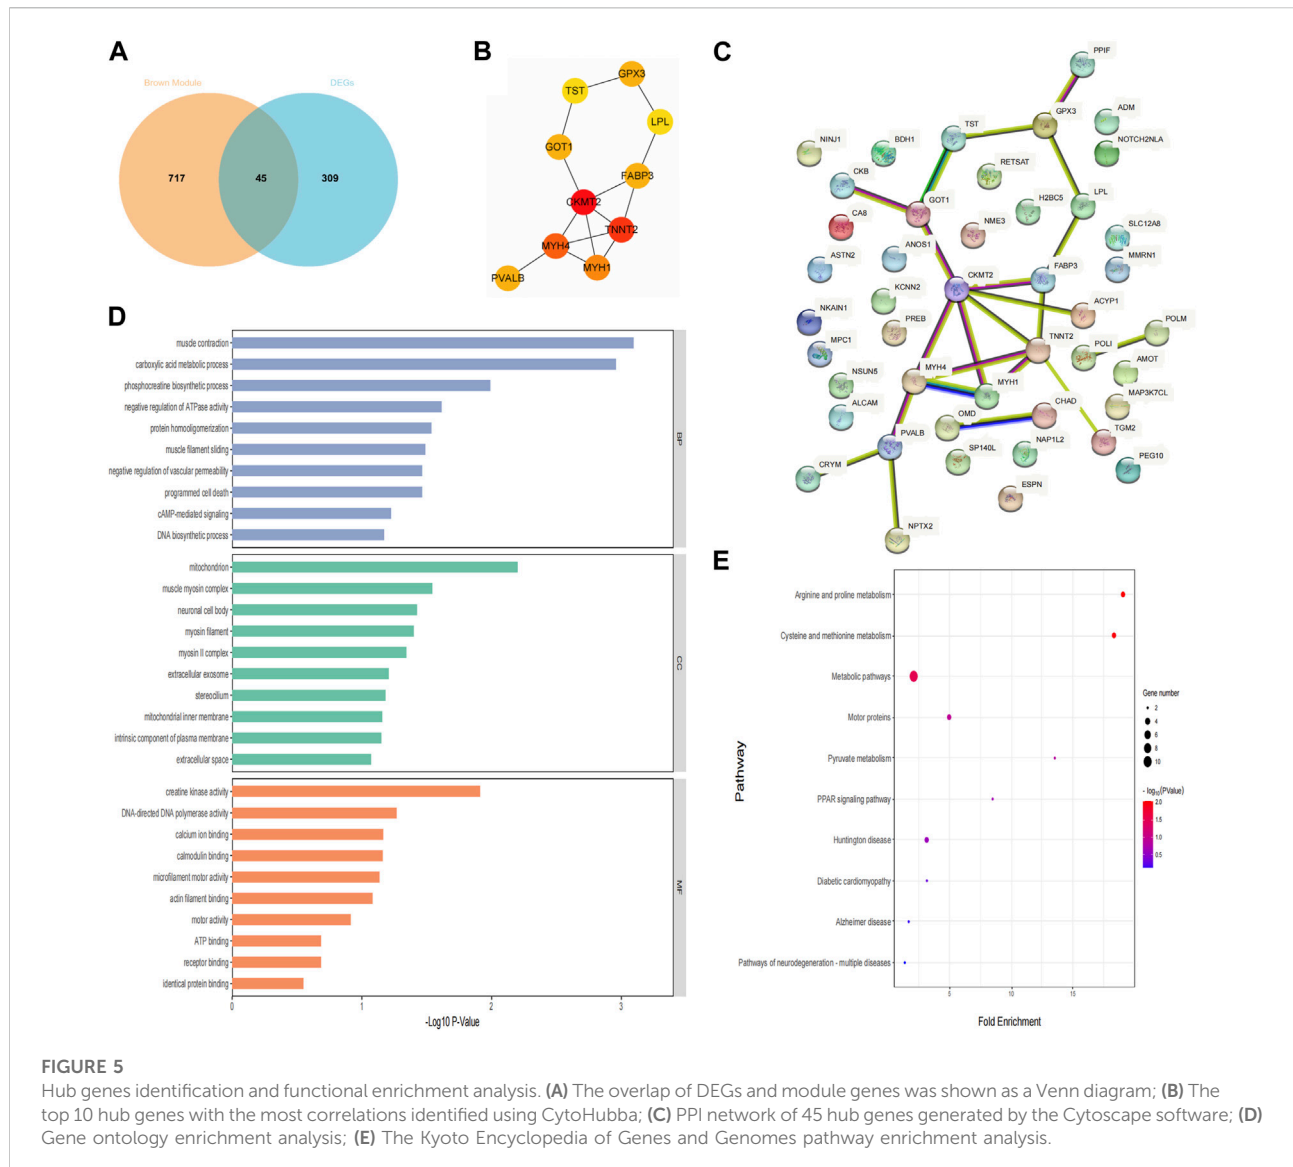 A
Brown Module
DEGs
717
45
309
B
GPX3
TST
LPL
GOT1
FABP3
CKMT2
TNNT2
MYH4
MYH1
PVALB
C
PPIF
GPX3
ADM
TST
NINJ1
BDH1
NOTCH2NLA
RETSAT
CKB
LPL
GOT1
H2BC5
CA8
NME3
SLC12A8
ANOS1
ASTN2
MMRN1
FABP3
CKMT2
KCNN2
ACYP1
NKAIN1
PREB
POLM
TNNT2
MPC1
POLI
AMOT
MYH4
NSUN5
MYH1
MAP3K7CL
ALCAM
OMD
CHAD
TGM2
PVALB
SP140L
NAP1L2
PEG10
CRYM
ESPN
NPTX2
D
muscle contraction
carboxylic acid metabolic process
phosphocreatine biosynthetic process
negative regulation of ATPase activity
protein homooligomerization
muscle filament sliding
negative regulation of vascular permeability
programmed cell death
cAMP-mediated signaling
DNA biosynthetic process
BP
mitochondrion
muscle myosin complex
neuronal cell body
myosin filament
myosin II complex
extracellular exosome
stereocilium
mitochondrial inner membrane
intrinsic component of plasma membrane
extracellular space
CC
creatine kinase activity
DNA-directed DNA polymerase activity
calcium ion binding
calmodulin binding
microfilament motor activity
actin filament binding
motor activity
ATP binding
receptor binding
identical protein binding
MF
0 1 2 3
-Log10 P-Value
E
Arginine and proline metabolism
Cysteine and methionine metabolism
Metabolic pathways
Motor proteins
Pyruvate metabolism
PPAR signaling pathway
Huntington disease
Diabetic cardiomyopathy
Alzheimer disease
Pathways of neurodegeneration - multiple diseases
Pathway
5 10 15
Fold Enrichment
Gene number
2
4
6
8
10
- log10(PValue)
2.0
1.5
1.0
0.5
FIGURE 5
Hub genes identification and functional enrichment analysis. (A) The overlap of DEGs and module genes was shown as a Venn diagram; (B) The
top 10 hub genes with the most correlations identified using CytoHubba; (C) PPI network of 45 hub genes generated by the Cytoscape software; (D)
Gene ontology enrichment analysis; (E) The Kyoto Encyclopedia of Genes and Genomes pathway enrichment analysis.